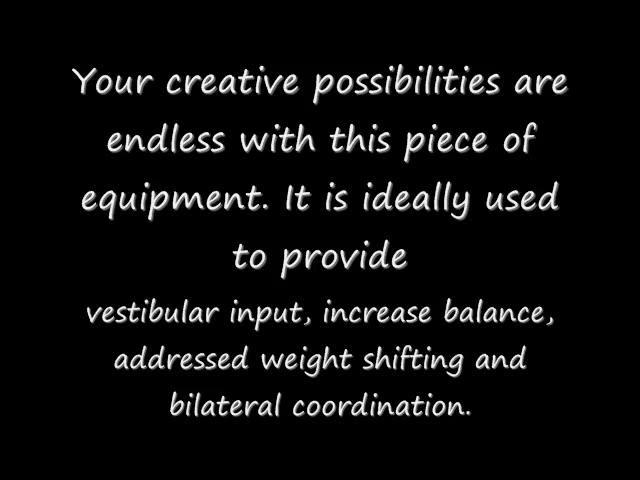 Your creative possibilities are
endless with this piece of
equipment. It is ideally used
to provide
vestibular input, increase balance,
addressed weight shifting and
bilateral coordination.